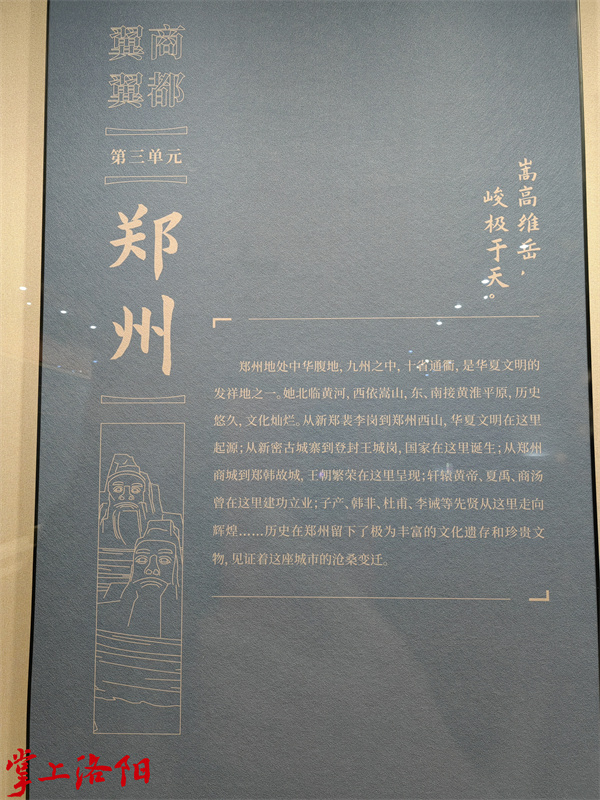 商都
翼翼
第三单元
郑州
嵩高维岳，
峻极于天。
郑州地处中华腹地，九州之中，十省通衢，是华夏文明的
发祥地之一。她北临黄河，西依嵩山，东、南接黄淮平原，历史
悠久，文化灿烂。从新郑裴李岗到郑州西山，华夏文明在这里
起源；从新密古城寨到登封王城岗，国家在这里诞生；从郑州
商城到郑韩故城，王朝繁荣在这里呈现；轩辕黄帝、夏禹、商汤
曾在这里建功立业；子产、韩非、杜甫、李诫等先贤从这里走向
辉煌……历史在郑州留下了极为丰富的文化遗存和珍贵文
物，见证着这座城市的沧桑变迁。
掌上洛阳